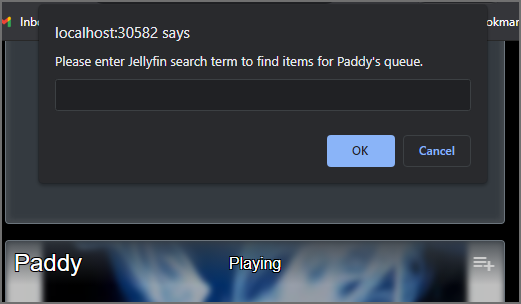 Inbo
localhost:30582 says
ookmar
Please enter Jellyfin search term to find items for Paddy's queue.
OK
Cancel
Paddy
Playing